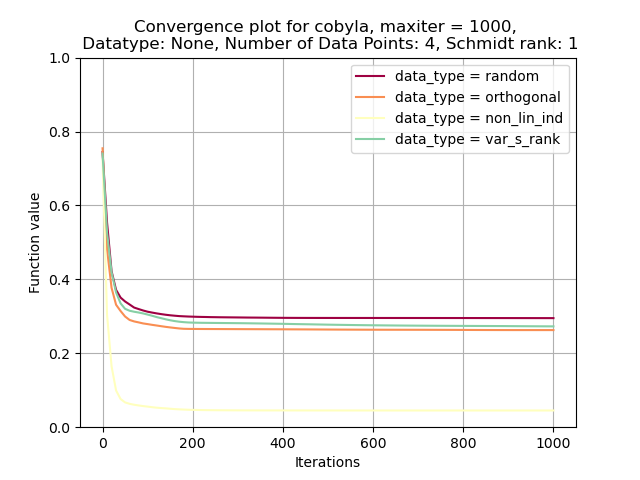 Convergence plot for cobyla, maxiter = 1000,
Datatype: None, Number of Data Points: 4, Schmidt rank: 1
data_type = random
data_type = orthogonal
data_type = non_lin_ind
data_type = var_s_rank
Function value
1.0
0.8
0.6
0.4
0.2
0.0
0 200 400 600 800 1000
Iterations